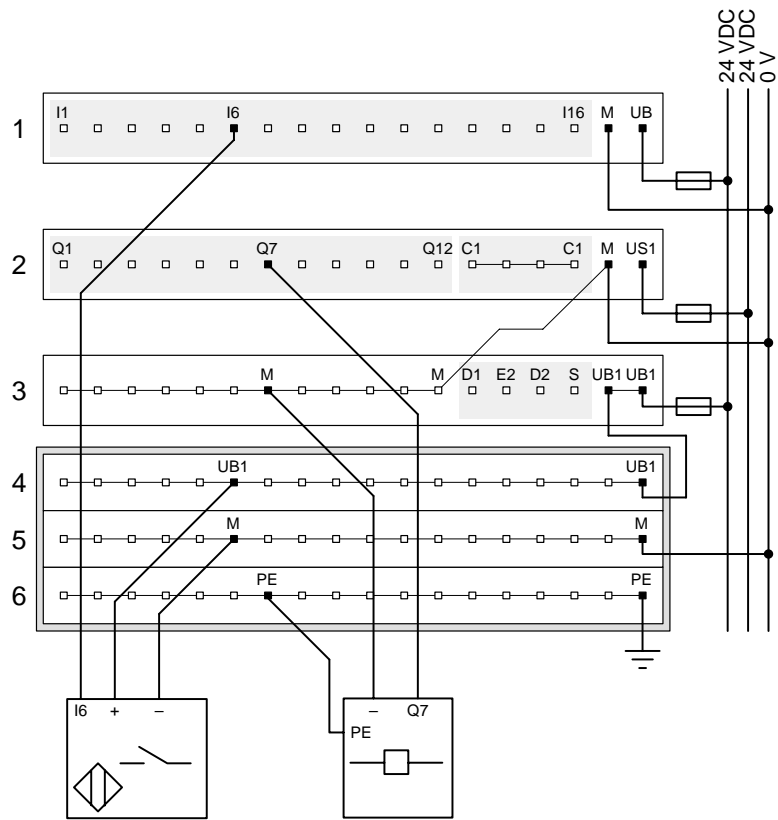 24 VDC
24 VDC
0 V
1
I1 I6 I16 M UB
2
Q1 Q7 Q12 C1 C1 M US1
3
M M D1 E2 D2 S UB1 UB1
4
UB1 UB1
5
M M
6
PE PE
I6 + –
– Q7
PE